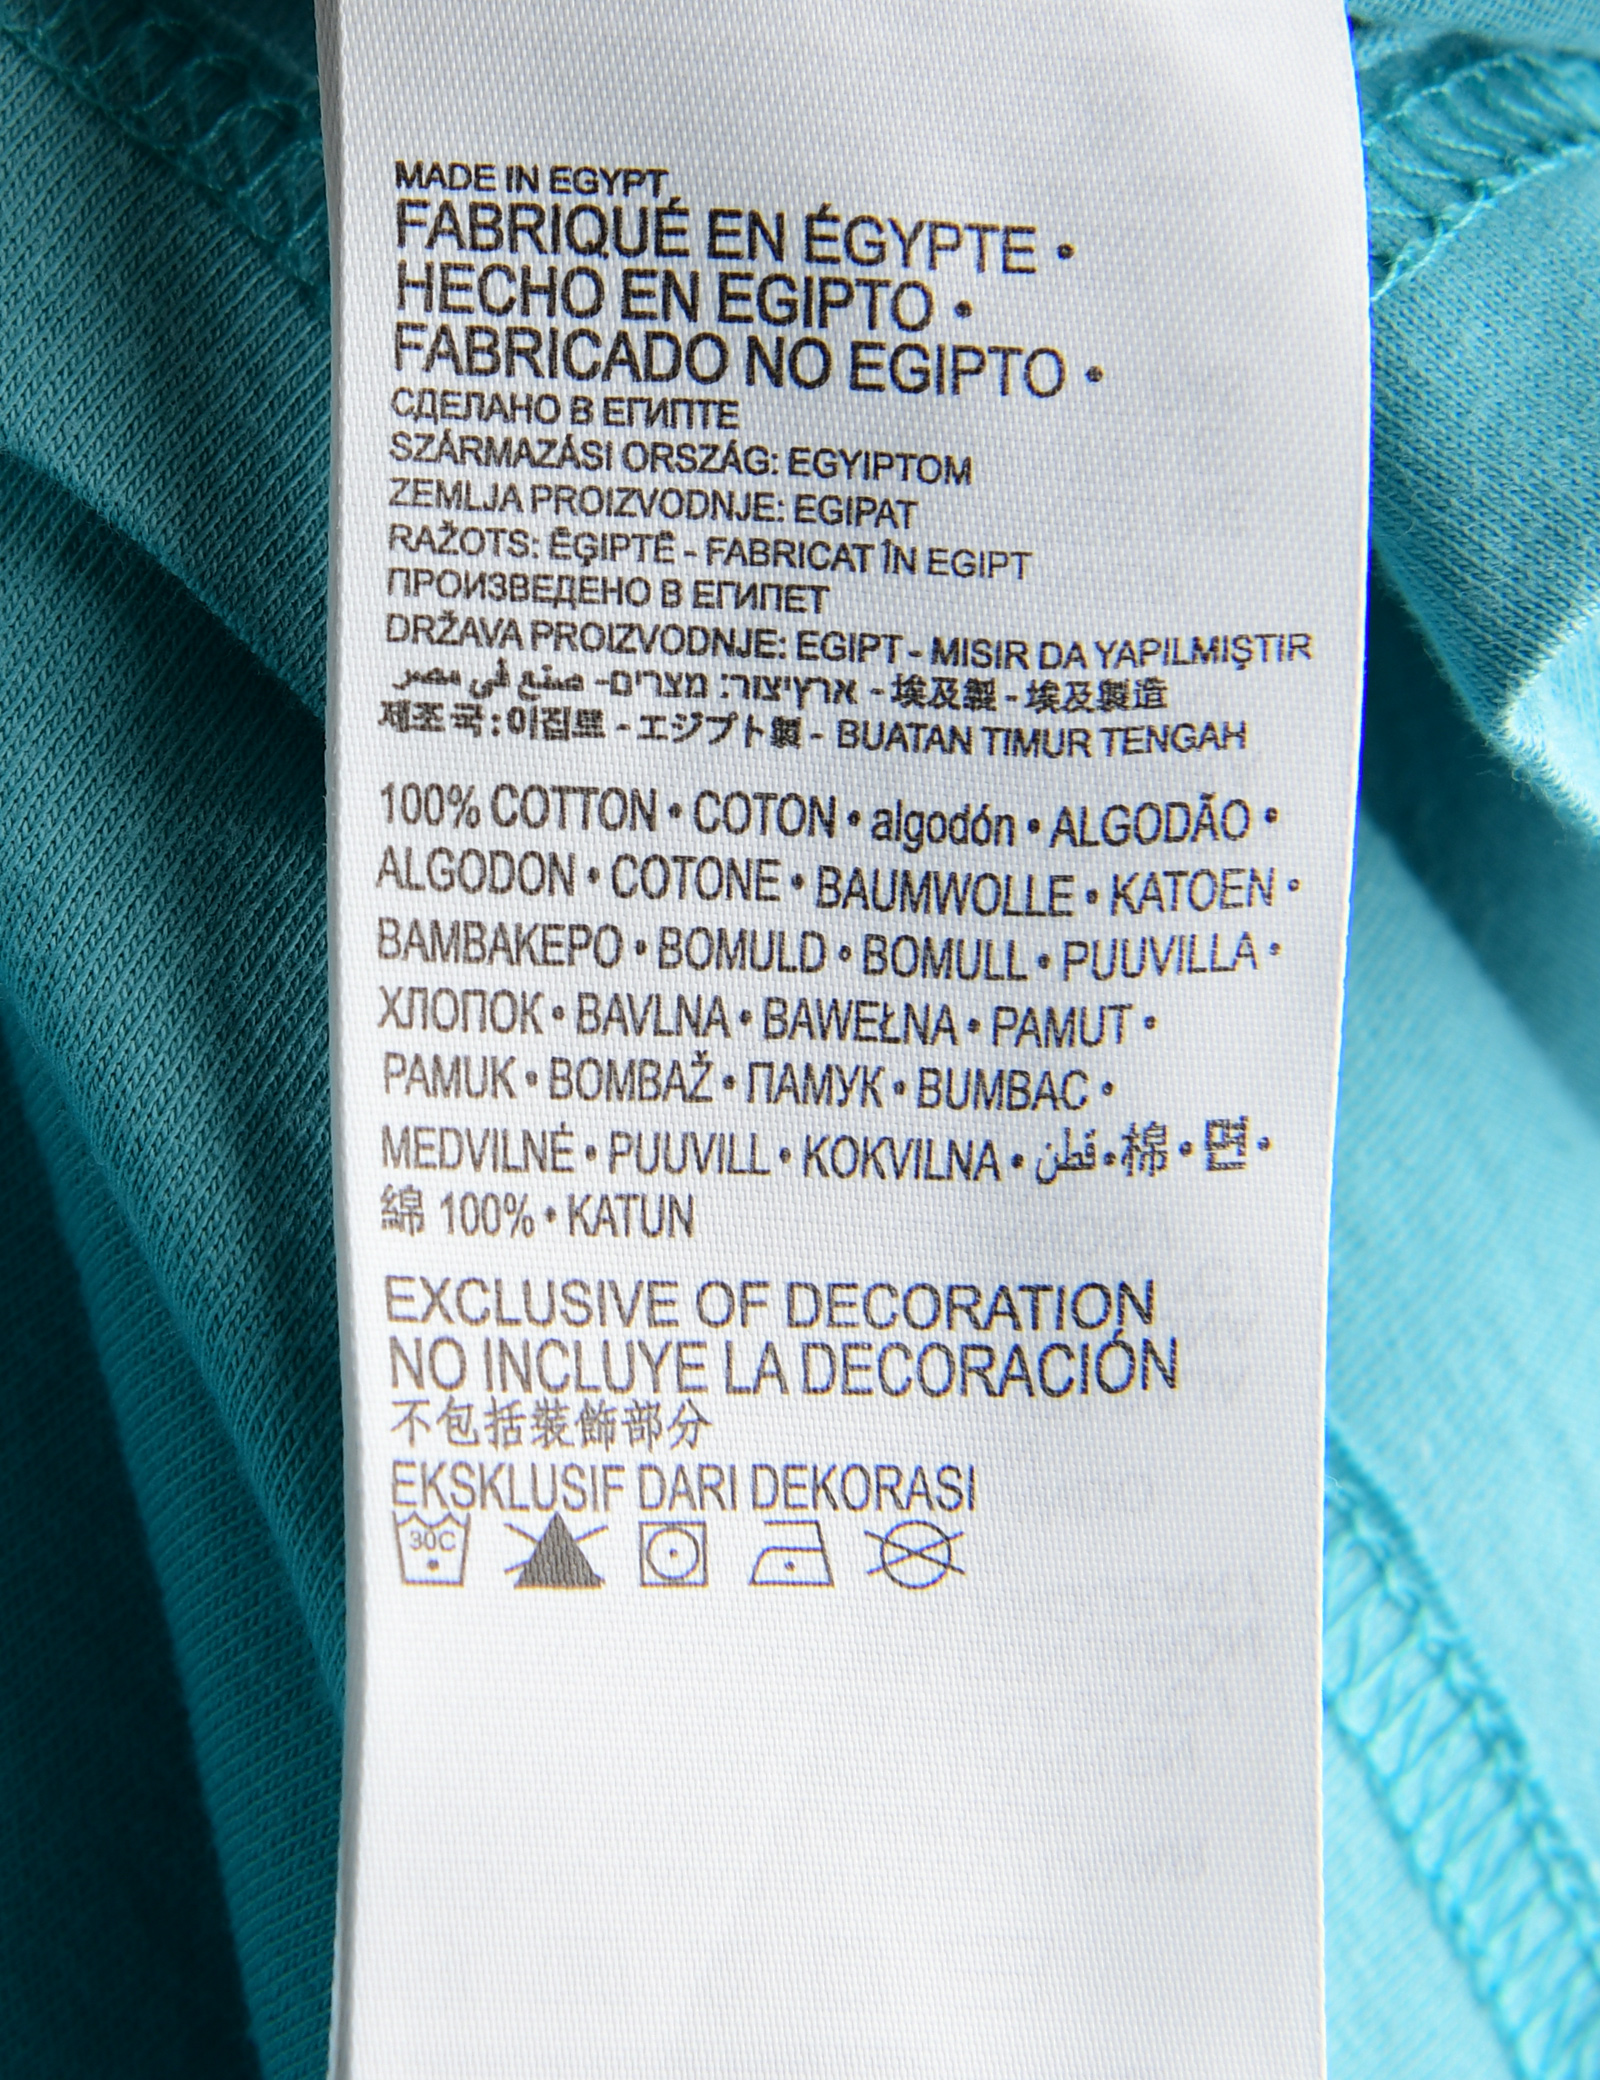 MADE IN EGYPT
FABRIQUÉ EN ÉGYPTE •
HECHO EN EGIPTO •
FABRICADO NO EGIPTO •
СДЕЛАНО В ЕГИПТЕ
SZÁRMAZÁSI ORSZÁG: EGYIPTOM
ZEMLJA PROIZVODNJE: EGIPAT
RAŽOTS: ĒĢIPTĒ - FABRICAT ÎN EGIPT
ПРОИЗВЕДЕНО В ЕГИПЕТ
DRŽAVA PROIZVODNJE: EGIPT - MISIR DA YAPILMIŞTIR
صنع في مصر -ארץ יצור: מצרים - 埃及製 - 埃及製造
제조국:이집트 - エジプト製 - BUATAN TIMUR TENGAH
100% COTTON • COTON • algodón • ALGODÃO •
ALGODON • COTONE • BAUMWOLLE • KATOEN •
ΒΑΜΒΑΚΕΡΟ • BOMULD • BOMULL • PUUVILLA •
ХЛОПОК • BAVLNA • BAWEŁNA • PAMUT •
PAMUK • BOMBAŽ • ПАМУК • BUMBAC •
MEDVILNĖ • PUUVILL • KOKVILNA • قطن • 棉 • 면 •
綿 100% • KATUN
EXCLUSIVE OF DECORATION
NO INCLUYE LA DECORACIÓN
不包括裝飾部分
EKSKLUSIF DARI DEKORASI
30C